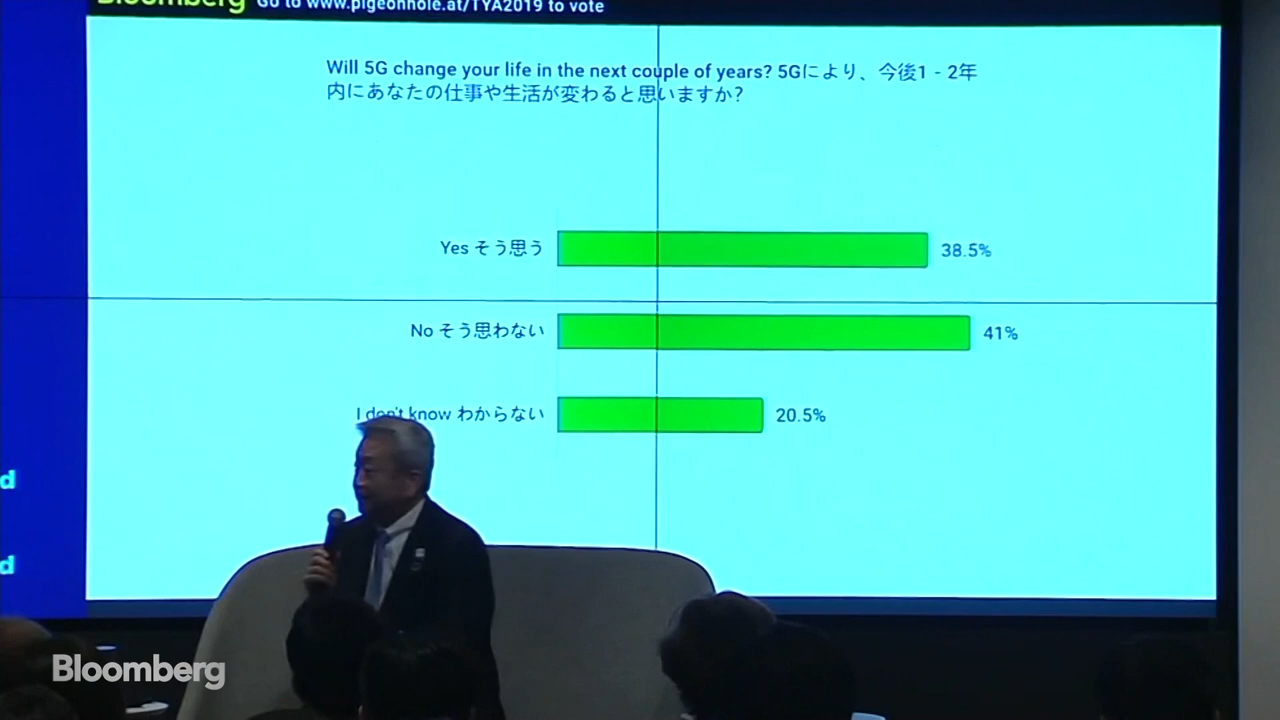 Bloomberg Go to www.pigeonhole.at/TYA2019 to vote
Will 5G change your life in the next couple of years? 5Gにより、今後1 - 2年
内にあなたの仕事や生活が変わると思いますか?
Yes そう思う 38.5%
No そう思わない 41%
I don't know わからない 20.5%
d
d
Bloomberg